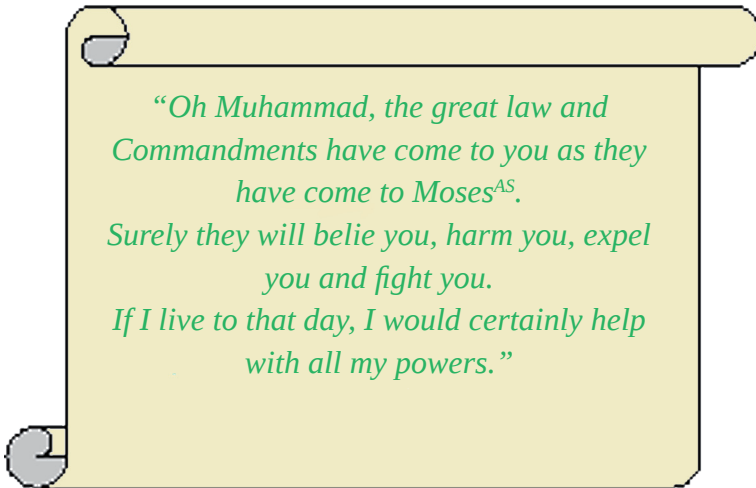 “Oh Muhammad, the great law and
Commandments have come to you as they
have come to Moses^AS.
Surely they will belie you, harm you, expel
you and fight you.
If I live to that day, I would certainly help
with all my powers.”